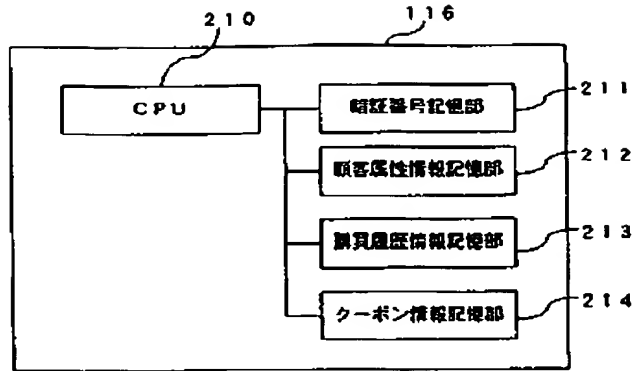 210
116
CPU
暗証番号記憶部
211
顧客属性情報記憶部
212
購買履歴情報記憶部
213
クーポン情報記憶部
214